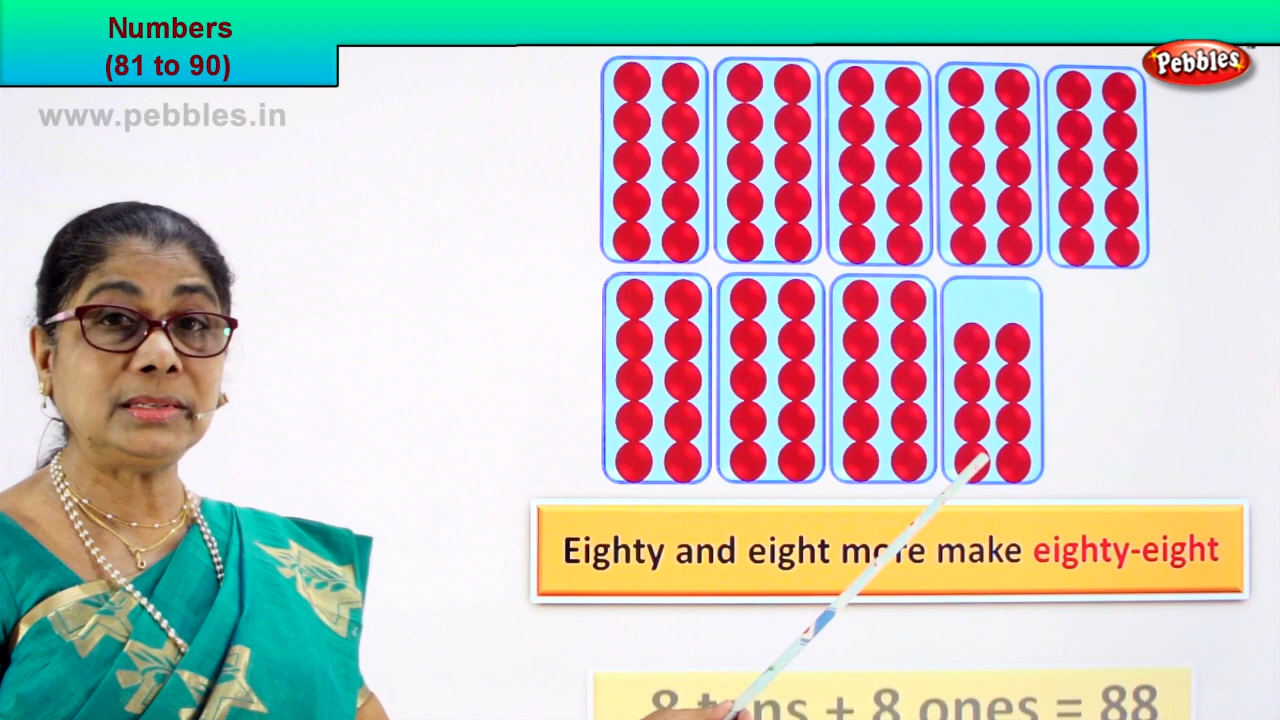 Numbers
(81 to 90)
Pebbles
www.pebbles.in
Eighty and eight more make eighty-eight
8 tens + 8 ones = 88